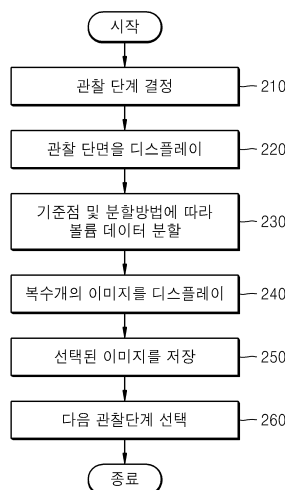 시작
관찰 단계 결정
210
관찰 단면을 디스플레이
220
기준점 및 분할방법에 따라
볼륨 데이터 분할
230
복수개의 이미지를 디스플레이
240
선택된 이미지를 저장
250
다음 관찰단계 선택
260
종료